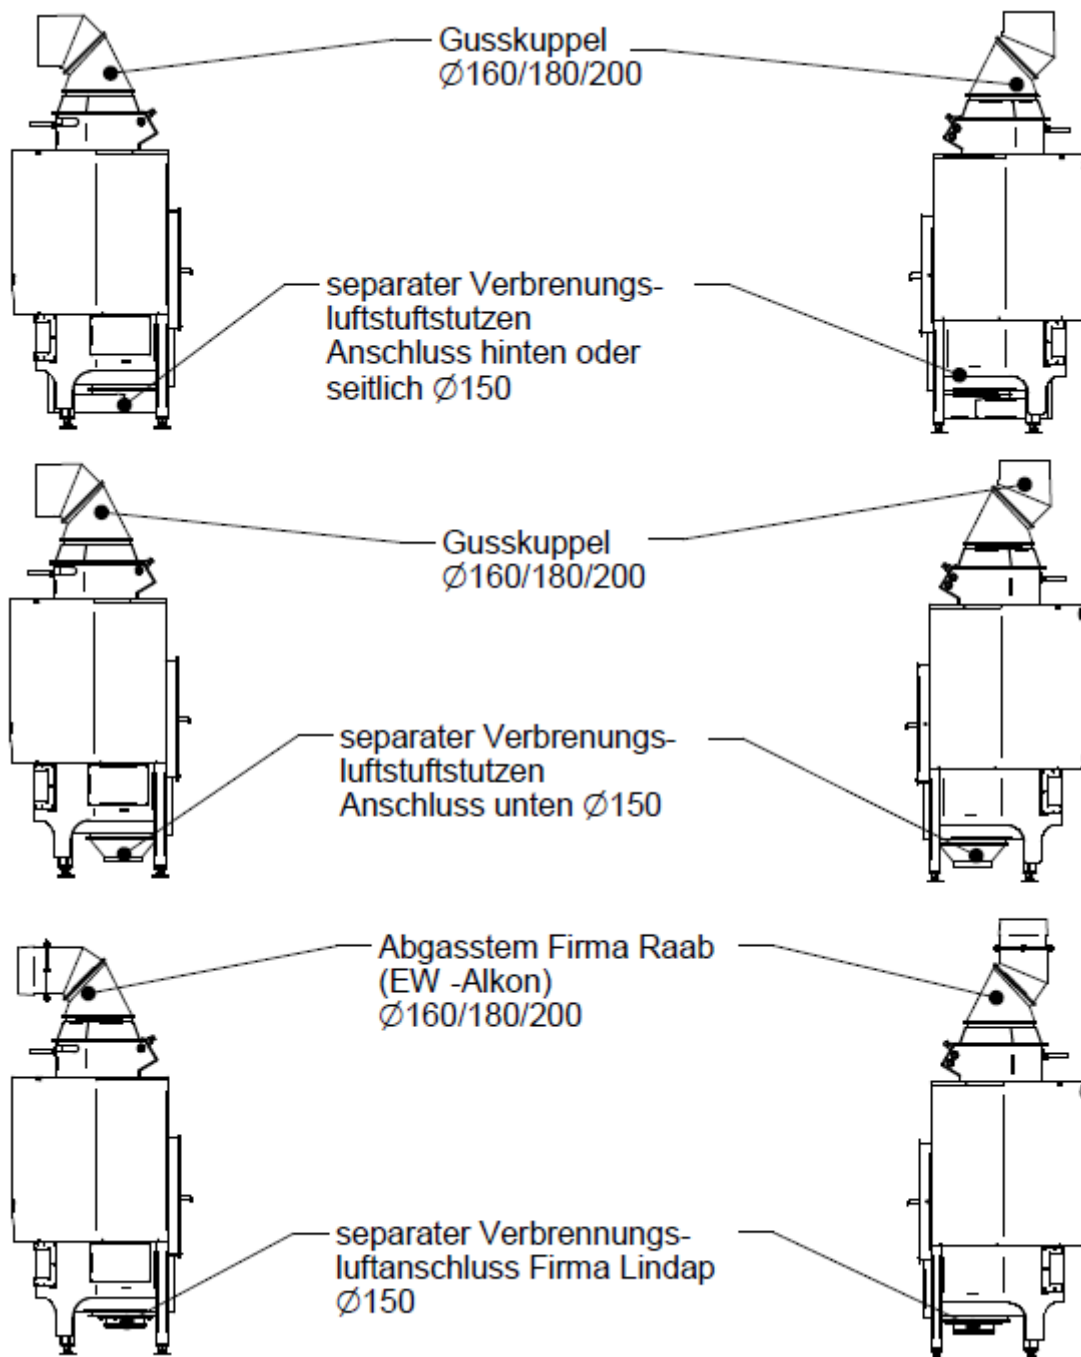 Gusskuppel
Ø160/180/200
separater Verbrenungs-
luftstuftstutzen
Anschluss hinten oder
seitlich Ø150
Gusskuppel
Ø160/180/200
separater Verbrenungs-
luftstuftstutzen
Anschluss unten Ø150
Abgasstem Firma Raab
(EW -Alkon)
Ø160/180/200
separater Verbrennungs-
luftanschluss Firma Lindap
Ø150